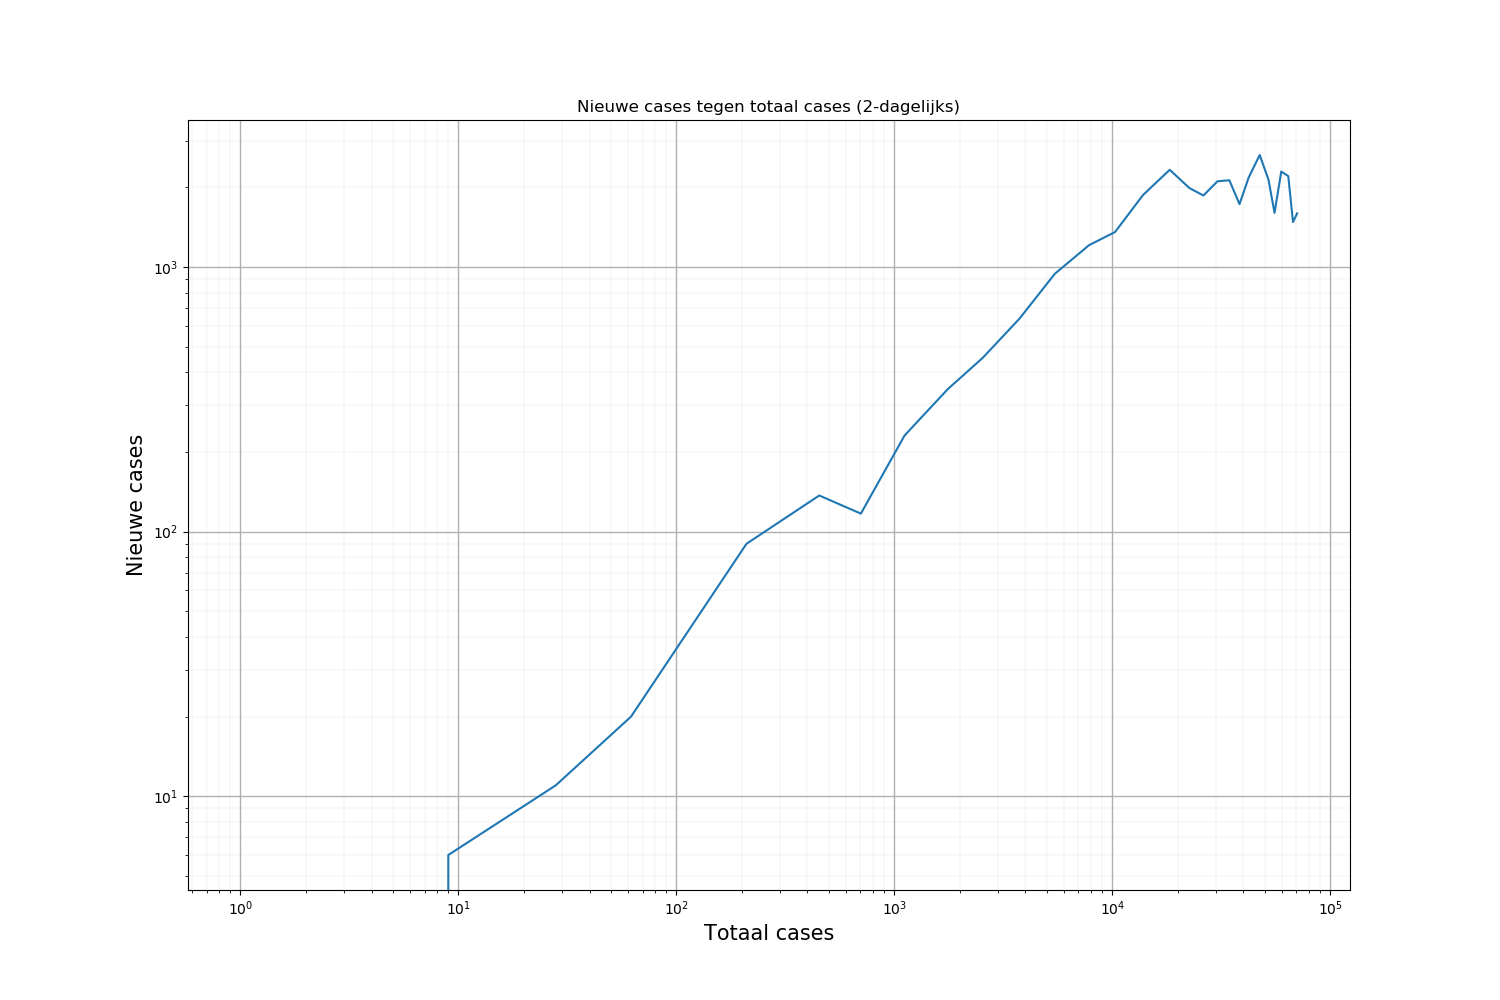 Nieuwe cases tegen totaal cases (2-dagelijks)
Nieuwe cases
10³
10²
10¹
10⁰ 10¹ 10² 10³ 10⁴ 10⁵
Totaal cases